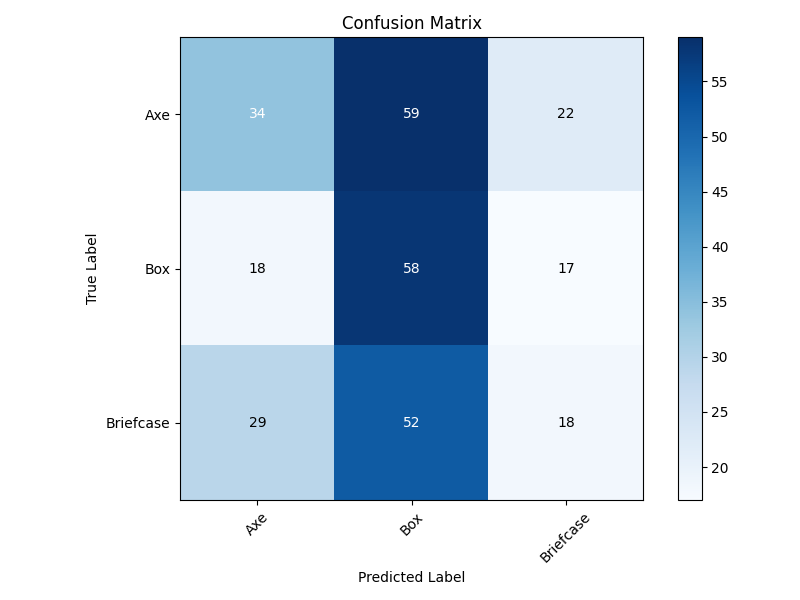 Confusion Matrix
Axe 34 59 22
Box 18 58 17
Briefcase 29 52 18
Axe Box Briefcase
Predicted Label
True Label
55
50
45
40
35
30
25
20